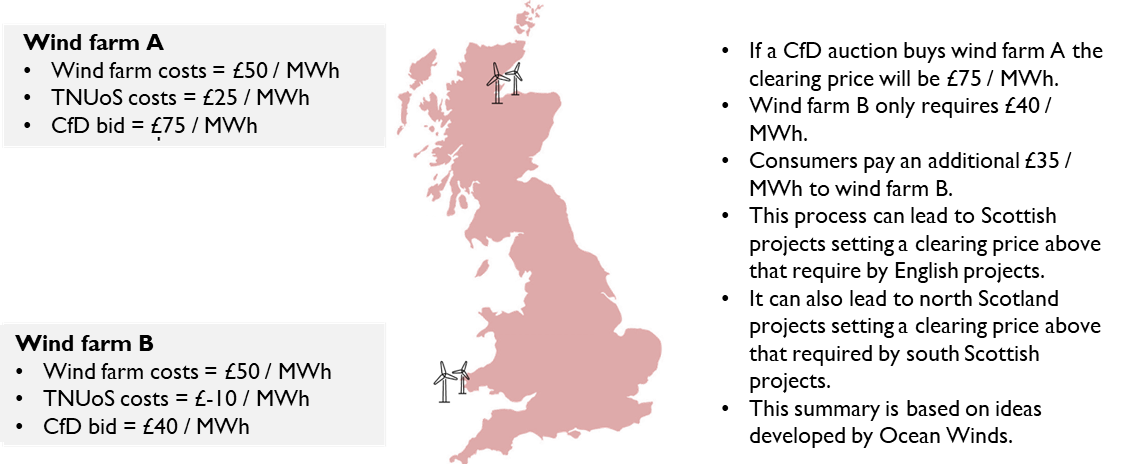 Wind farm A
• Wind farm costs = £50 / MWh
• TNUoS costs = £25 / MWh
• CfD bid = £75 / MWh
Wind farm B
• Wind farm costs = £50 / MWh
• TNUoS costs = £-10 / MWh
• CfD bid = £40 / MWh
• If a CfD auction buys wind farm A the
clearing price will be £75 / MWh.
• Wind farm B only requires £40 /
MWh.
• Consumers pay an additional £35 /
MWh to wind farm B.
• This process can lead to Scottish
projects setting a clearing price above
that require by English projects.
• It can also lead to north Scotland
projects setting a clearing price above
that required by south Scottish
projects.
• This summary is based on ideas
developed by Ocean Winds.